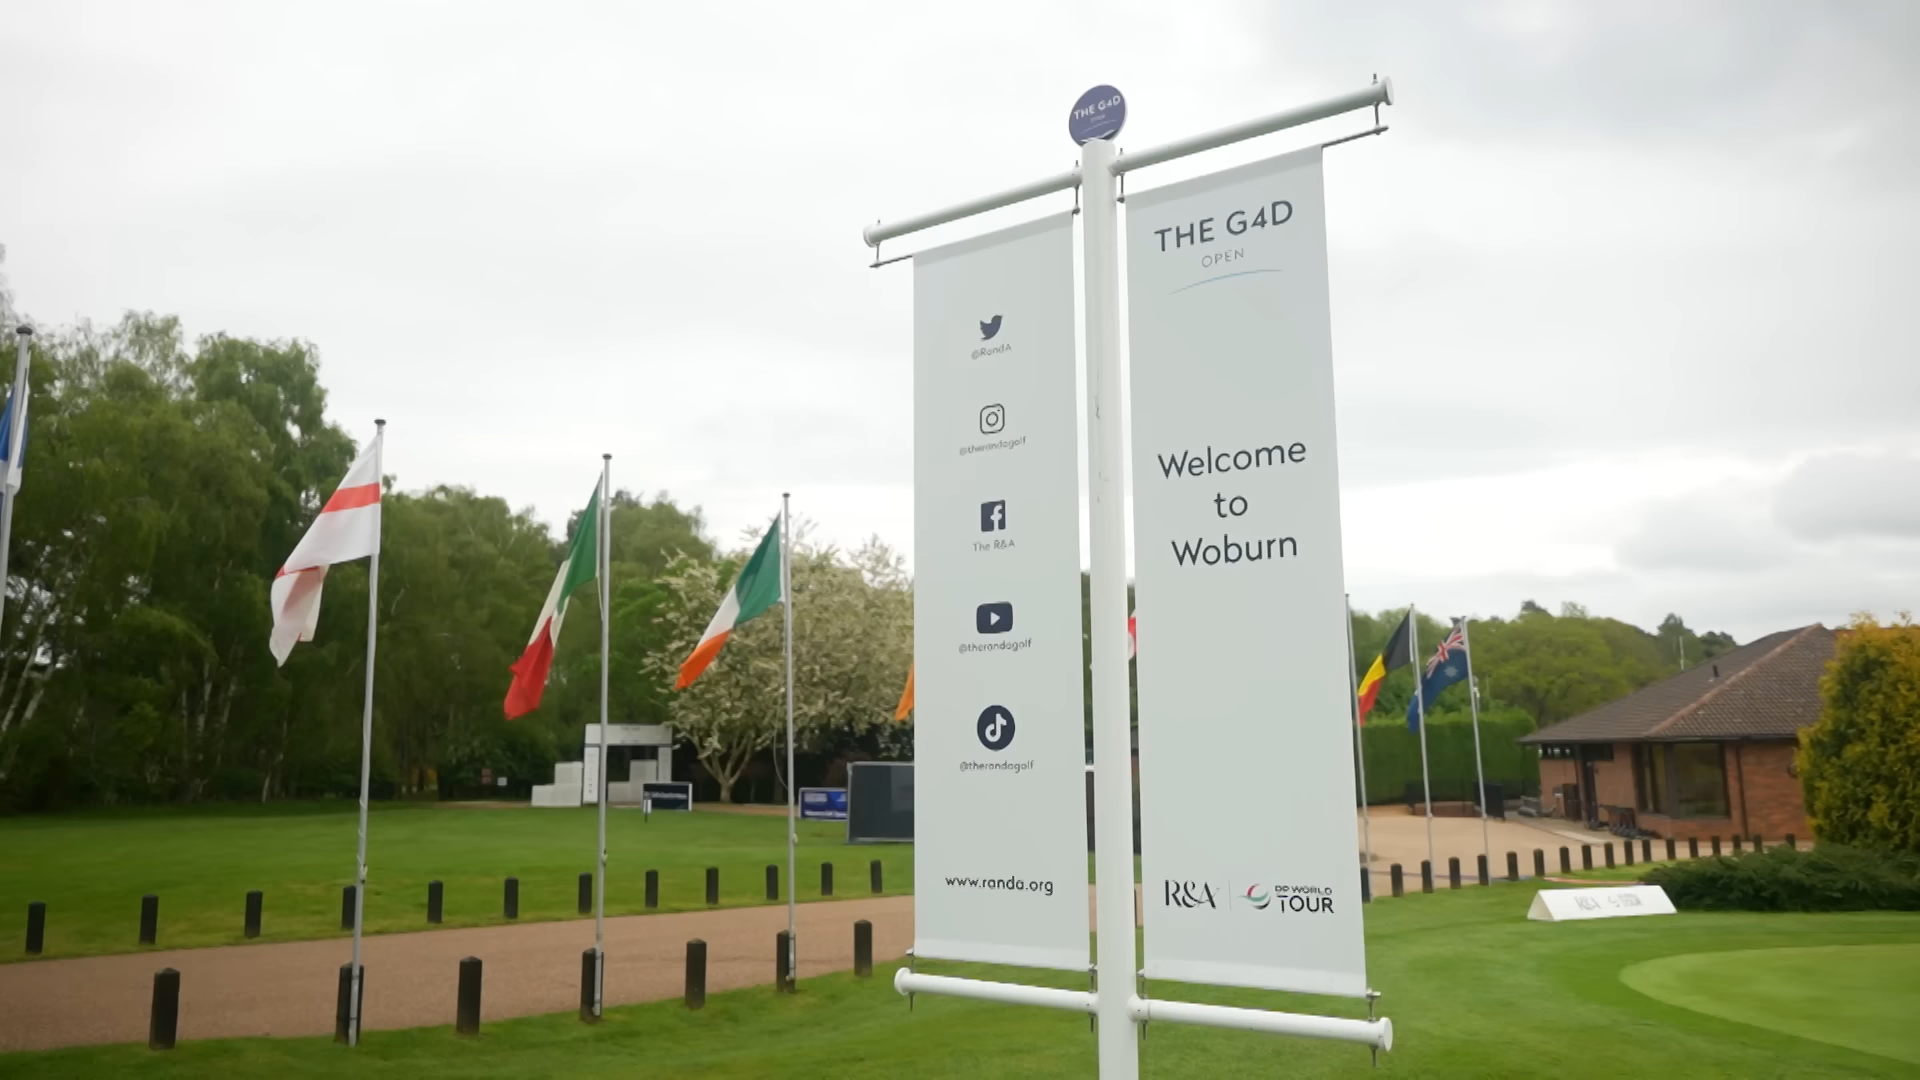 THE G4D
OPEN
@RandA
@therandagolf
The R&A
@therandagolf
@therandagolf
www.randa.org
THE G4D
OPEN
Welcome
to
Woburn
R&A
DP WORLD
TOUR
R&A
TOUR